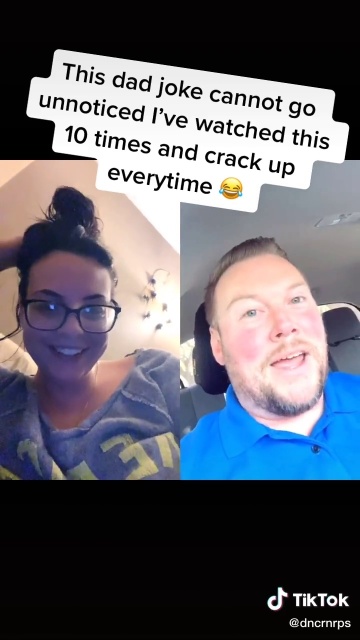 This dad joke cannot go
unnoticed I've watched this
10 times and crack up
everytime 😂
TikTok
@dncrnrps